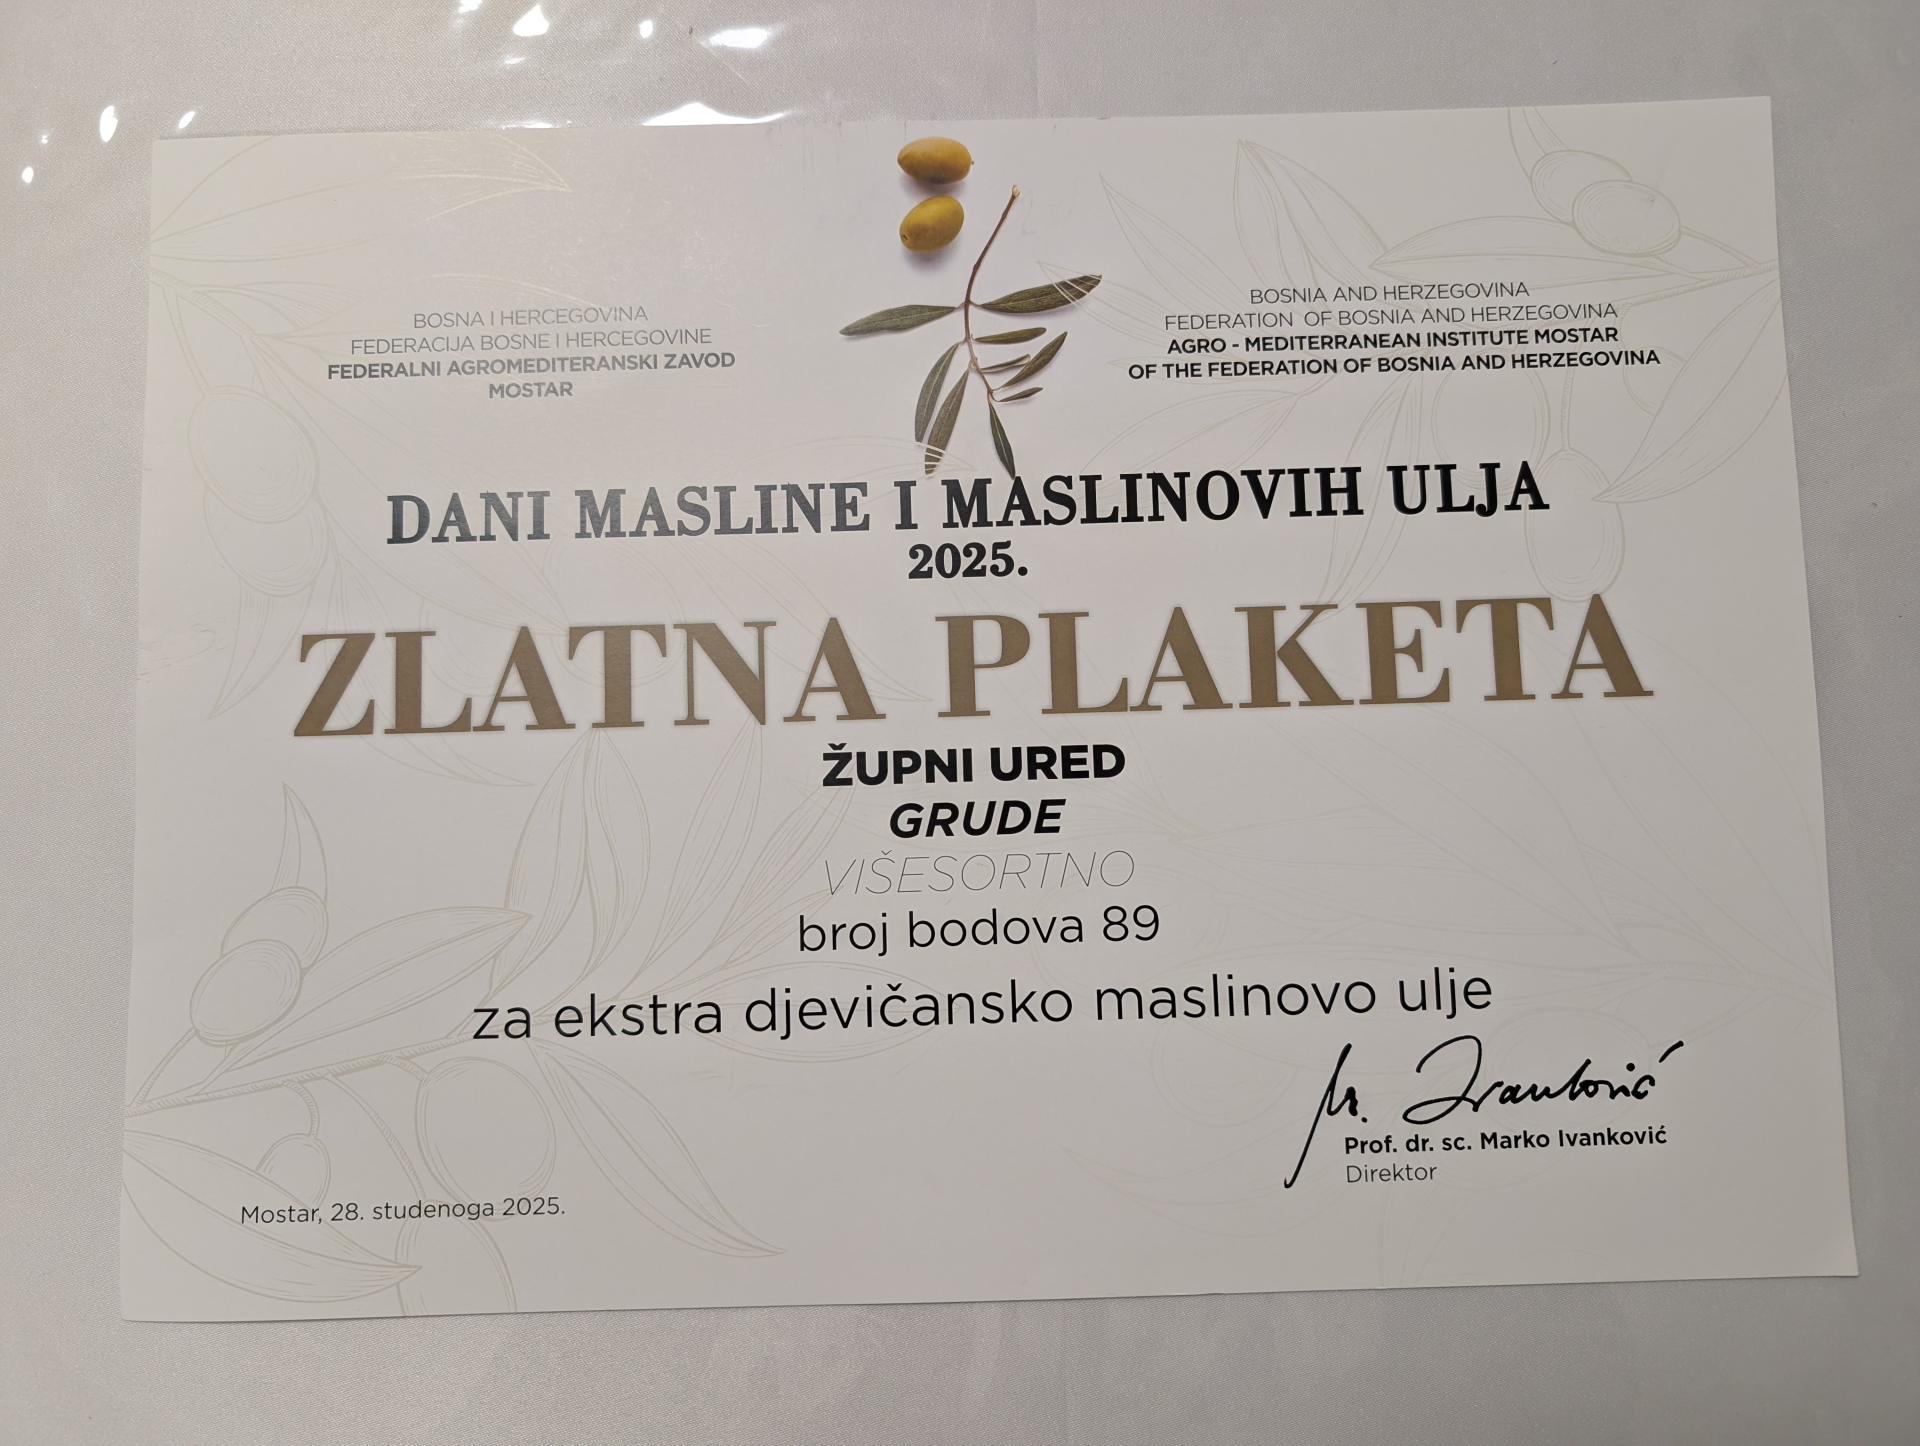 BOSNA I HERCEGOVINA
FEDERACIJA BOSNE I HERCEGOVINE
FEDERALNI AGROMEDITERANSKI ZAVOD
MOSTAR
BOSNIA AND HERZEGOVINA
FEDERATION OF BOSNIA AND HERZEGOVINA
AGRO - MEDITERRANEAN INSTITUTE MOSTAR
OF THE FEDERATION OF BOSNIA AND HERZEGOVINA
DANI MASLINE I MASLINOVIH ULJA
2025.
ZLATNA PLAKETA
ŽUPNI URED
GRUDE
VIŠESORTNO
broj bodova 89
za ekstra djevičansko maslinovo ulje
M. Ivanković
Prof. dr. sc. Marko Ivanković
Direktor
Mostar, 28. studenoga 2025.